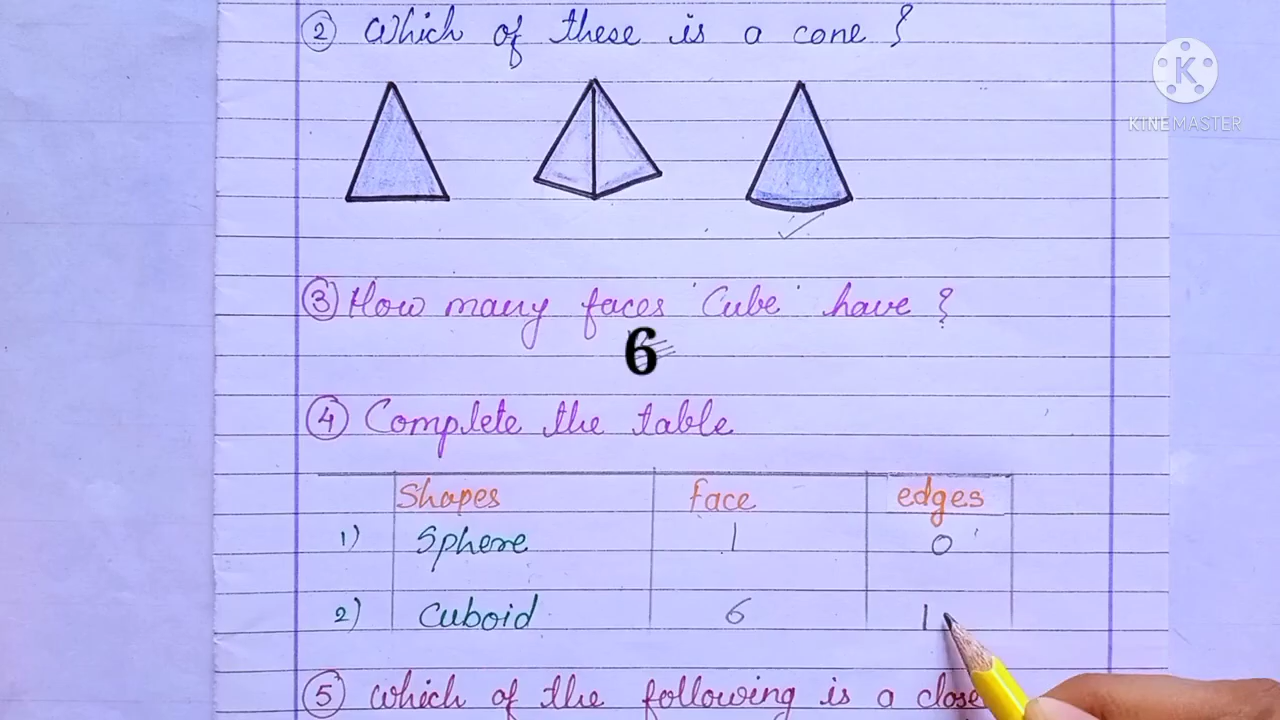 ② Which of these is a cone ?
K
KINEMASTER
③ How many faces 'Cube' have ?
6
④ Complete the table
Shapes face edges
1) Sphere 1 0
2) Cuboid 6 1
⑤ Which of the following is a close